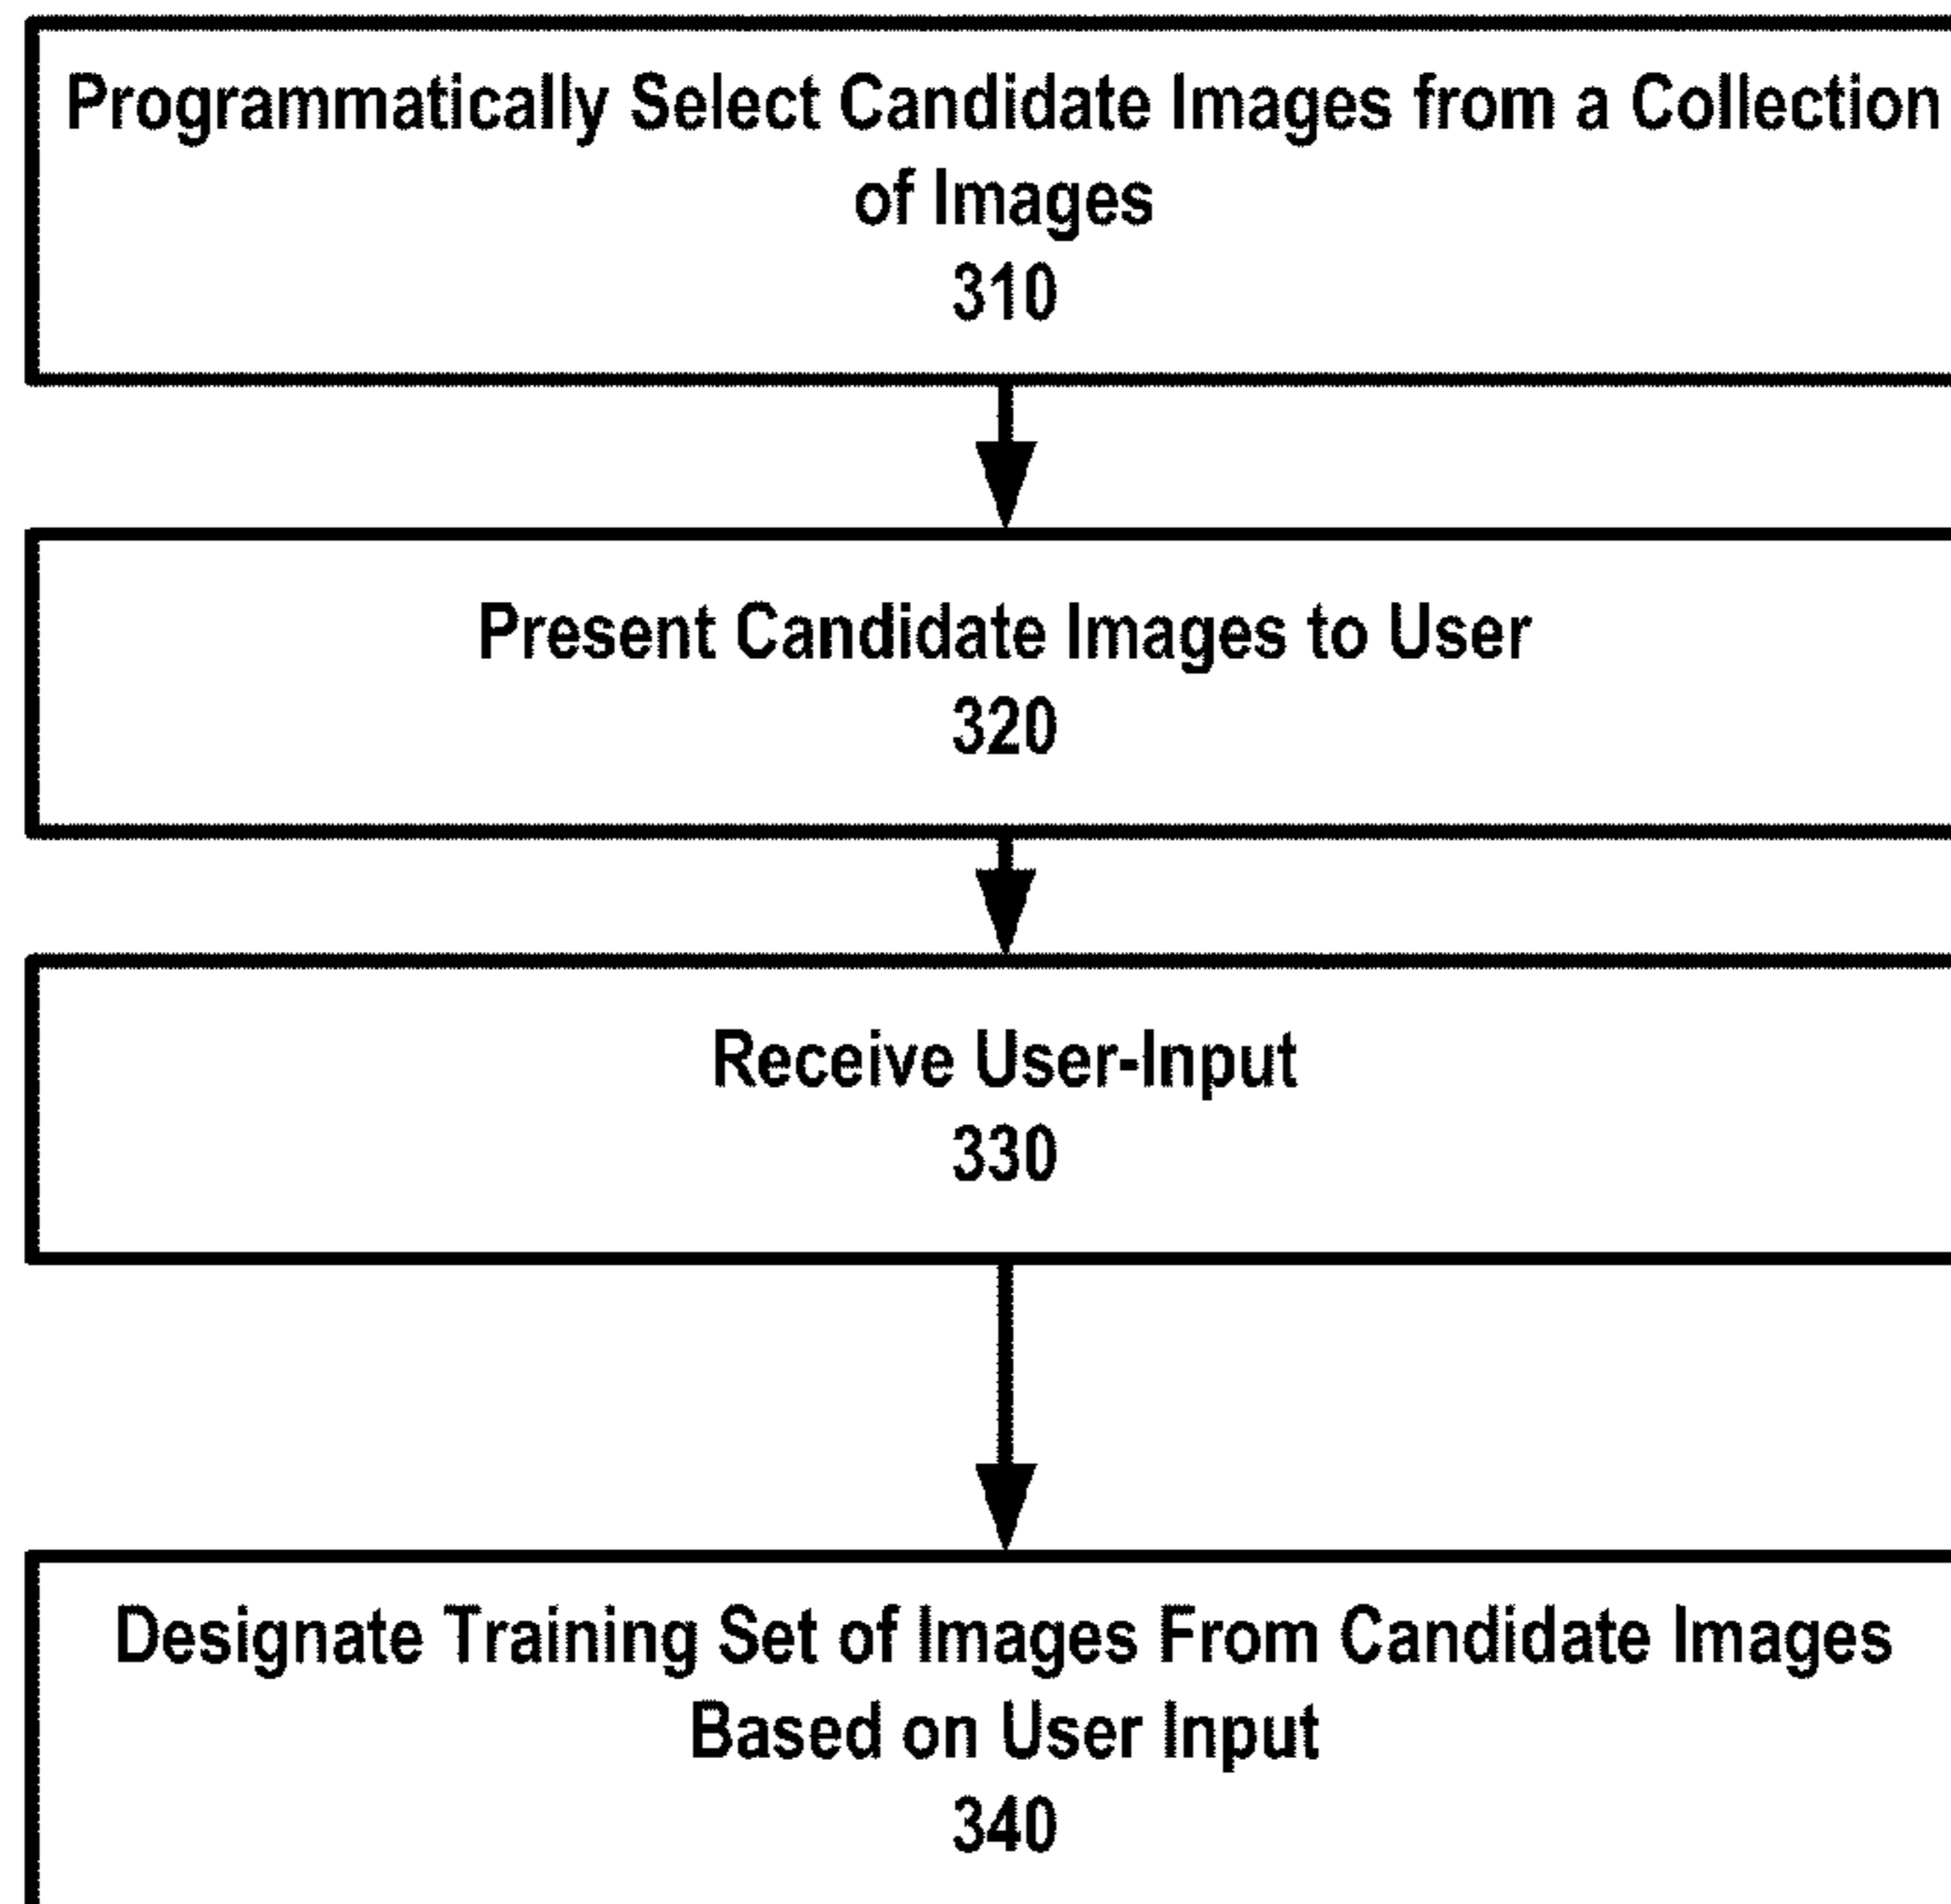 Programmatically Select Candidate Images from a Collection
of Images
310
Present Candidate Images to User
320
Receive User-Input
330
Designate Training Set of Images From Candidate Images
Based on User Input
340